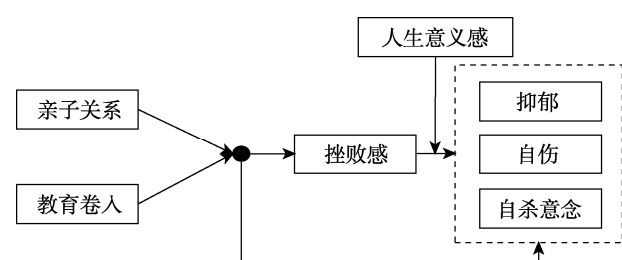 人生意义感
亲子关系
抑郁
挫败感
自伤
教育卷入
自杀意念